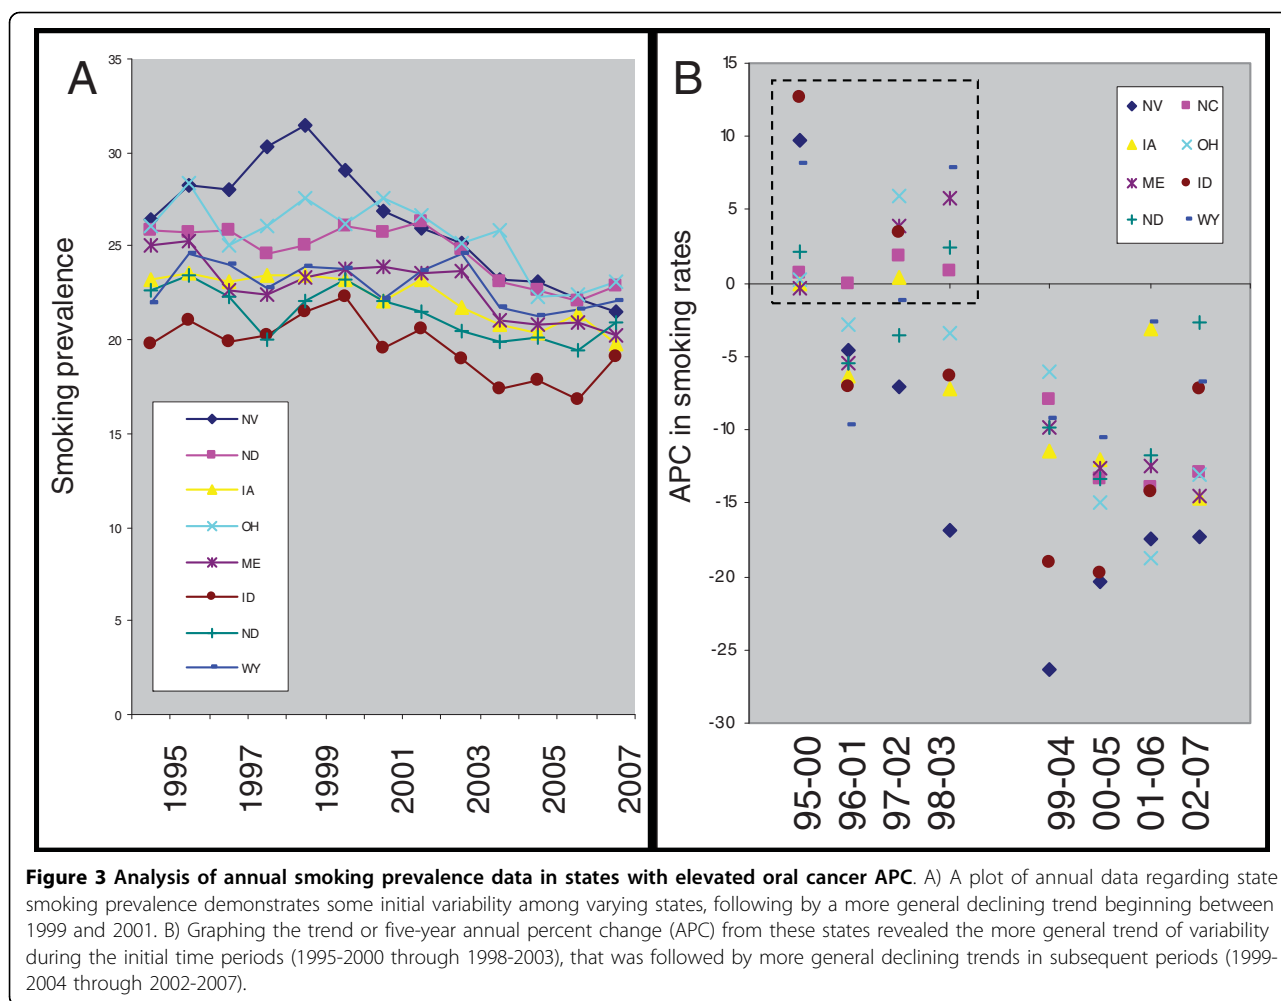 A
Smoking prevalence
35
30
25
20
15
10
5
0
NV
ND
IA
OH
ME
ID
ND
WY
1995
1997
1999
2001
2003
2005
2007
B
APC in smoking rates
15
10
5
0
-5
-10
-15
-20
-25
-30
NV NC
IA OH
ME ID
ND WY
95-00
96-01
97-02
98-03
99-04
00-05
01-06
02-07
Figure 3 Analysis of annual smoking prevalence data in states with elevated oral cancer APC. A) A plot of annual data regarding state
smoking prevalence demonstrates some initial variability among varying states, following by a more general declining trend beginning between
1999 and 2001. B) Graphing the trend or five-year annual percent change (APC) from these states revealed the more general trend of variability
during the initial time periods (1995-2000 through 1998-2003), that was followed by more general declining trends in subsequent periods (1999-
2004 through 2002-2007).